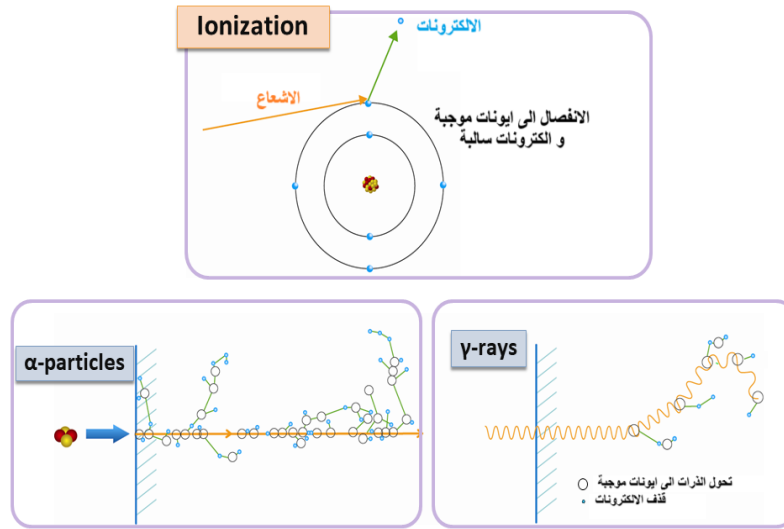 Ionization
الالكترونات
الاشعاع
الانفصال الى ايونات موجبة
و الكترونات سالبة
α-particles
γ-rays
تحول الذرات الى ايونات موجبة
قذف الالكترونات